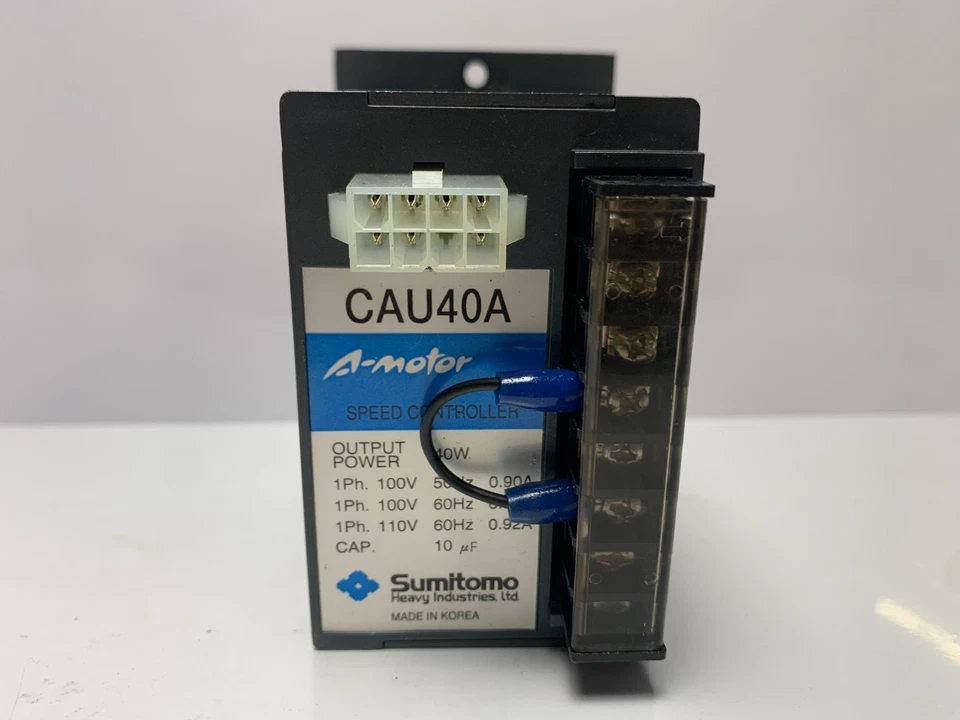 CAU40A
A-motor
SPEED CONTROLLER
OUTPUT POWER 40W
1Ph. 100V 50Hz 0.90A
1Ph. 100V 60Hz
1Ph. 110V 60Hz 0.92A
CAP. 10 μF
Sumitomo
Heavy Industries, Ltd.
MADE IN KOREA